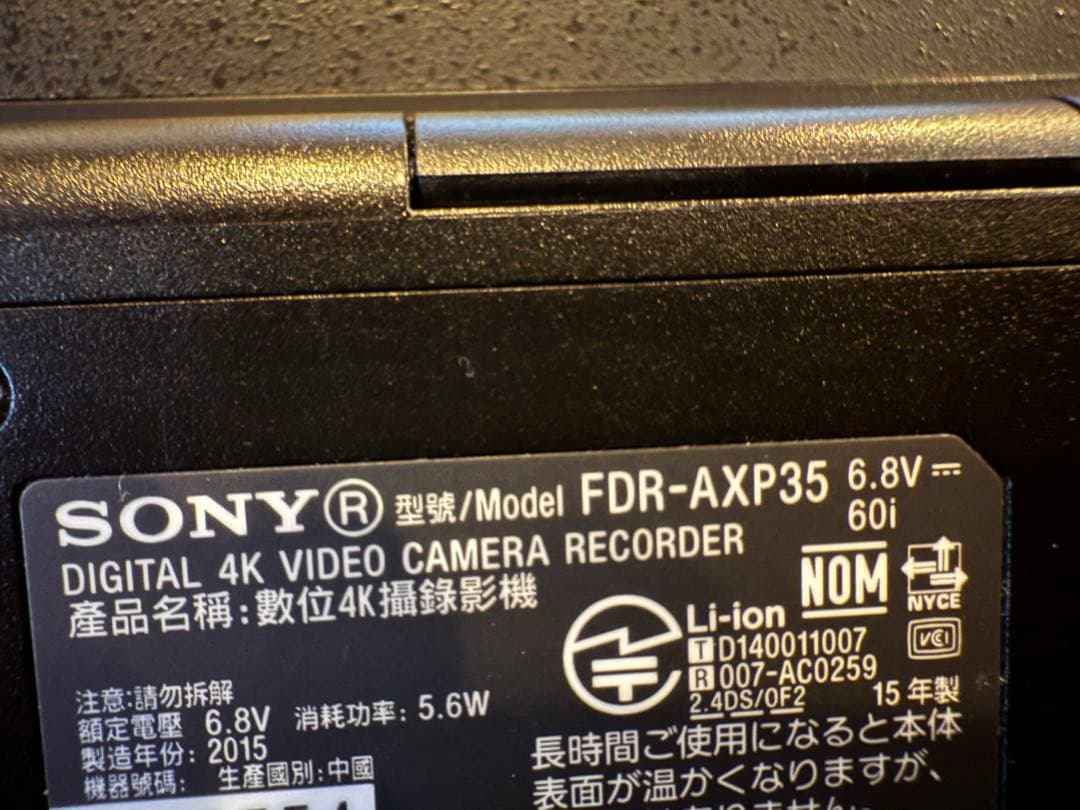 SONY® 型號/Model FDR-AXP35 6.8V ⎓
60i
DIGITAL 4K VIDEO CAMERA RECORDER
產品名稱:數位4K攝錄影機
NOM
NYCE
Li-ion
T D140011007
R 007-AC0259
2.4DS/OF2
VCI
15年製
注意:請勿拆解
額定電壓 6.8V 消耗功率: 5.6W
製造年份: 2015
機器號碼: 生產國別:中國
長時間ご使用になると本体
表面が温かくなりますが、